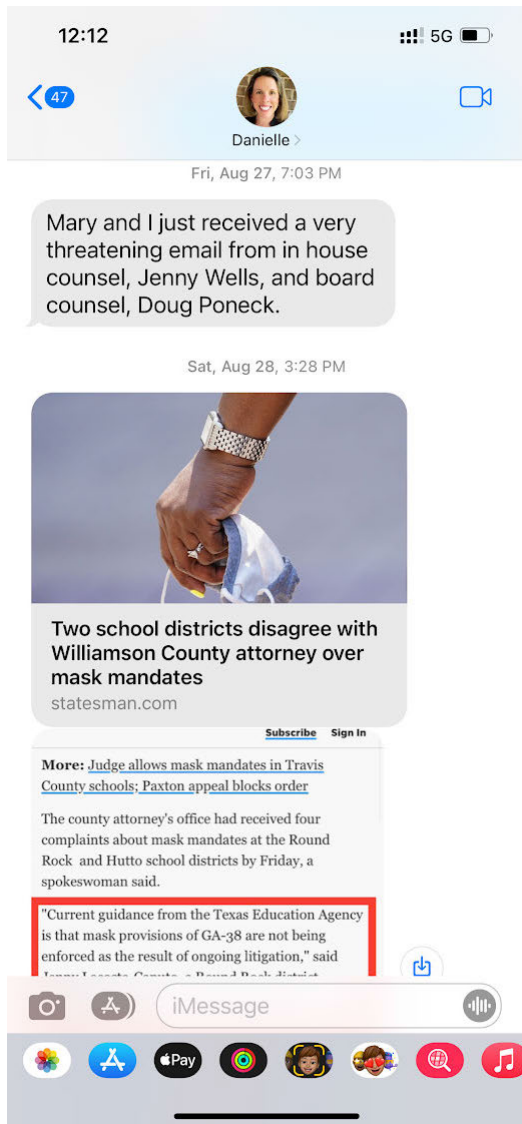 12:12
5G
47
Danielle
Fri, Aug 27, 7:03 PM
Mary and I just received a very
threatening email from in house
counsel, Jenny Wells, and board
counsel, Doug Poneck.
Sat, Aug 28, 3:28 PM
Two school districts disagree with
Williamson County attorney over
mask mandates
statesman.com
Subscribe Sign In
More: Judge allows mask mandates in Travis
County schools; Paxton appeal blocks order
The county attorney's office had received four
complaints about mask mandates at the Round
Rock and Hutto school districts by Friday, a
spokeswoman said.
"Current guidance from the Texas Education Agency
is that mask provisions of GA-38 are not being
enforced as the result of ongoing litigation," said
iMessage
Pay